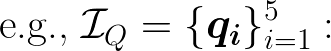 e.g., $\mathcal{I}_Q = \{\boldsymbol{q_i}\}_{i=1}^{5}$ :